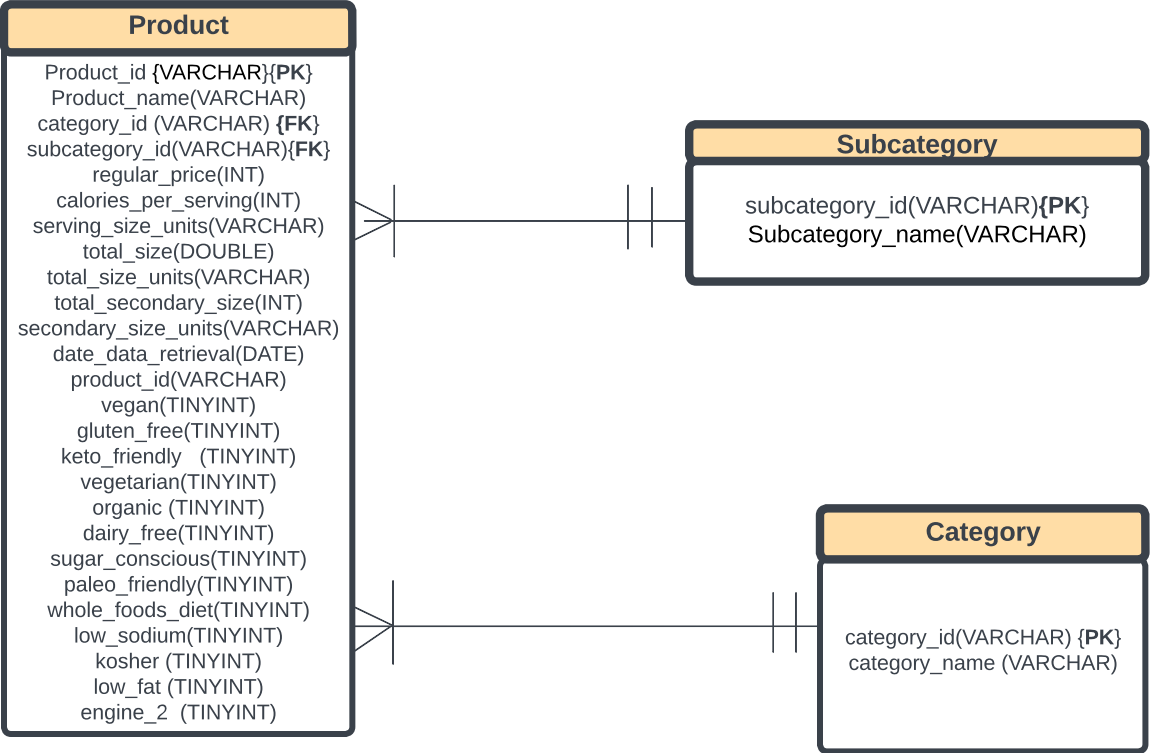 Product
Product_id {VARCHAR}{PK}
Product_name(VARCHAR)
category_id (VARCHAR) {FK}
subcategory_id(VARCHAR){FK}
regular_price(INT)
calories_per_serving(INT)
serving_size_units(VARCHAR)
total_size(DOUBLE)
total_size_units(VARCHAR)
total_secondary_size(INT)
secondary_size_units(VARCHAR)
date_data_retrieval(DATE)
product_id(VARCHAR)
vegan(TINYINT)
gluten_free(TINYINT)
keto_friendly   (TINYINT)
vegetarian(TINYINT)
organic (TINYINT)
dairy_free(TINYINT)
sugar_conscious(TINYINT)
paleo_friendly(TINYINT)
whole_foods_diet(TINYINT)
low_sodium(TINYINT)
kosher (TINYINT)
low_fat (TINYINT)
engine_2  (TINYINT)
Subcategory
subcategory_id(VARCHAR){PK}
Subcategory_name(VARCHAR)
Category
category_id(VARCHAR) {PK}
category_name (VARCHAR)